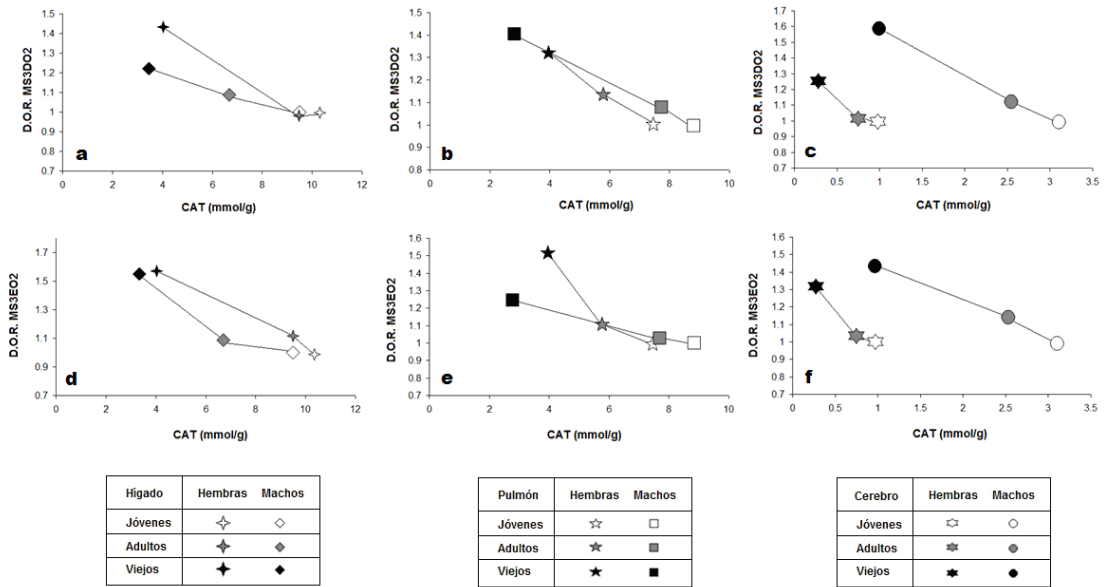 D.O.R. MS3DO2
1.5
1.4
1.3
1.2
1.1
1
0.9
0.8
0.7
a
0 2 4 6 8 10 12
CAT (mmol/g)
D.O.R. MS3DO2
1.5
1.4
1.3
1.2
1.1
1
0.9
0.8
b
0 2 4 6 8 10
CAT (mmol/g)
D.O.R. MS3DO2
1.7
1.6
1.5
1.4
1.3
1.2
1.1
1
0.9
0.8
0.7
c
0 0.5 1 1.5 2 2.5 3 3.5
CAT (mmol/g)
D.O.R. MS3EO2
1.7
1.5
1.3
1.1
0.9
0.7
d
0 2 4 6 8 10 12
CAT (mmol/g)
D.O.R. MS3EO2
1.6
1.5
1.4
1.3
1.2
1.1
1
0.9
0.8
0.7
e
0 2 4 6 8 10
CAT (mmol/g)
D.O.R. MS3EO2
1.6
1.5
1.4
1.3
1.2
1.1
1
0.9
0.8
0.7
f
0 0.5 1 1.5 2 2.5 3 3.5
CAT (mmol/g)
Hígado Hembras Machos
Jóvenes
Adultos
Viejos
Pulmón Hembras Machos
Jóvenes
Adultos
Viejos
Cerebro Hembras Machos
Jóvenes
Adultos
Viejos